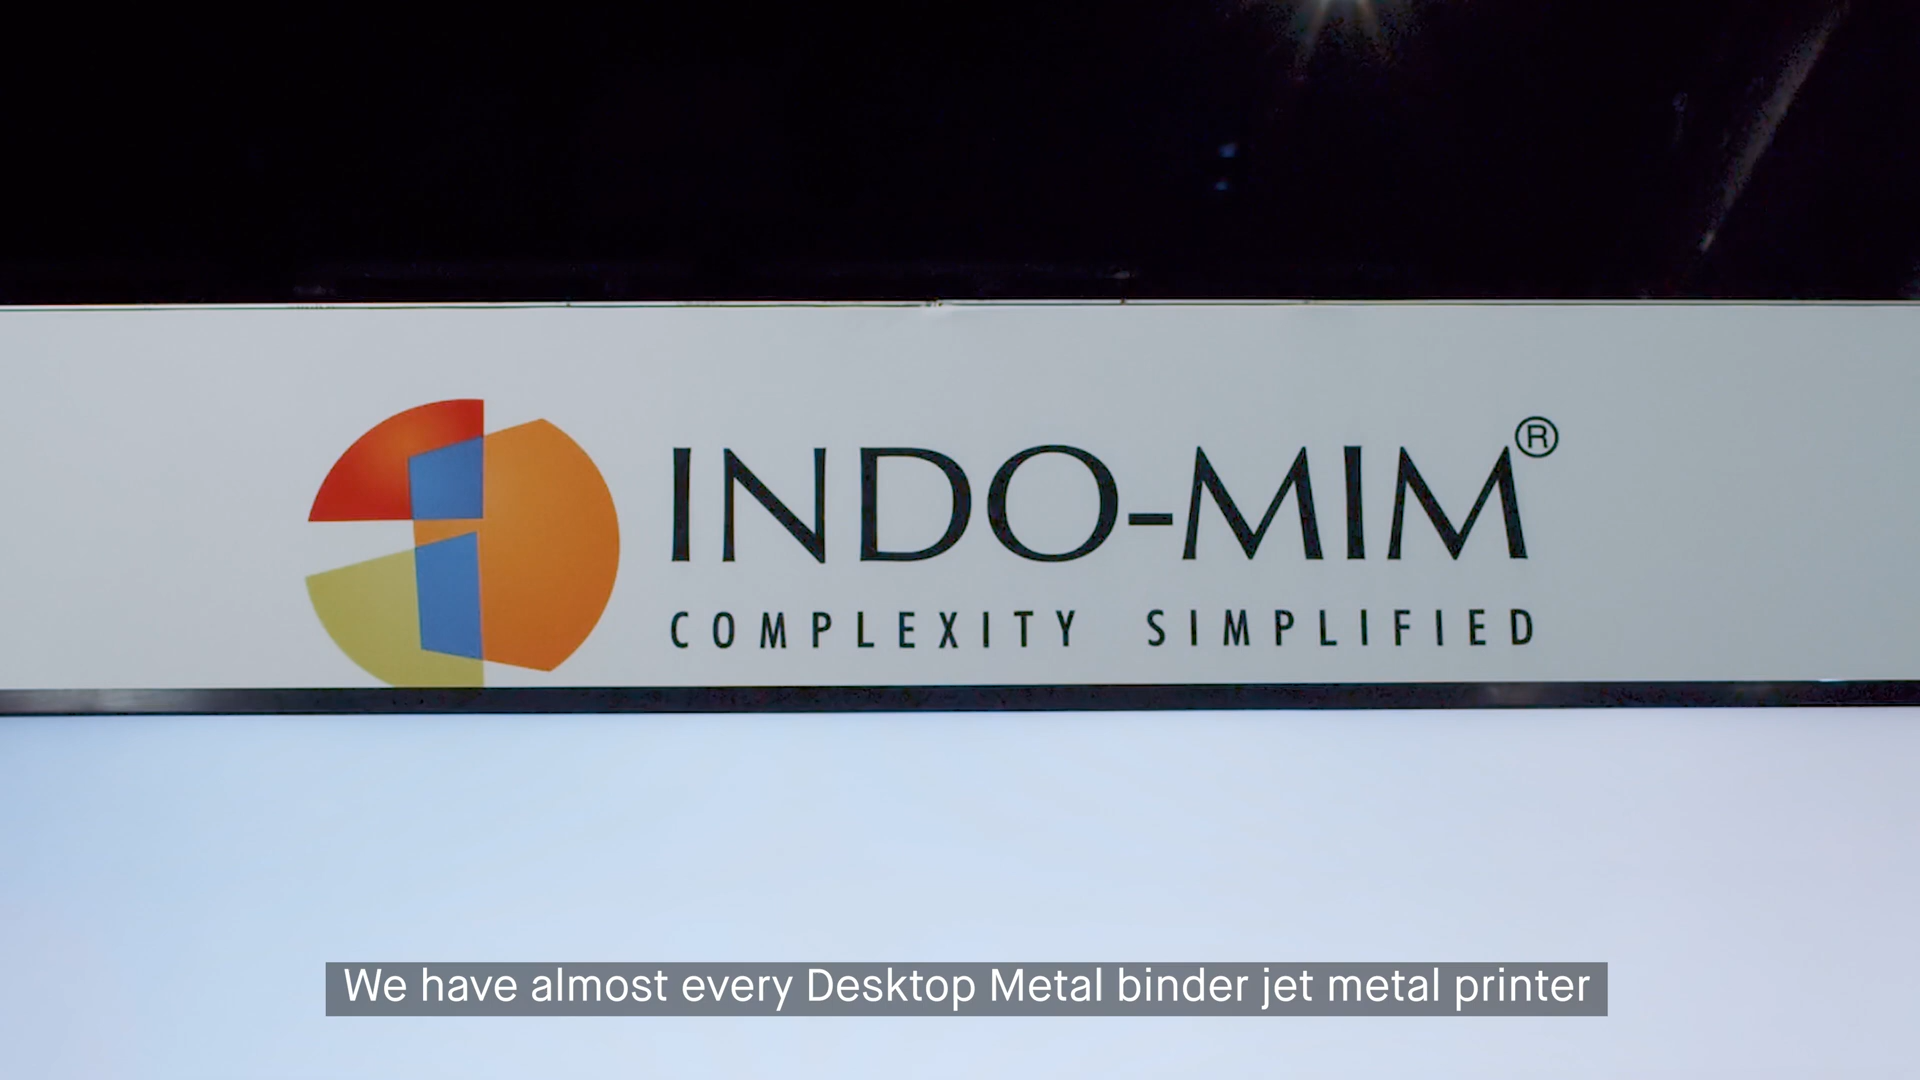 INDO-MIM®
COMPLEXITY SIMPLIFIED
We have almost every Desktop Metal binder jet metal printer